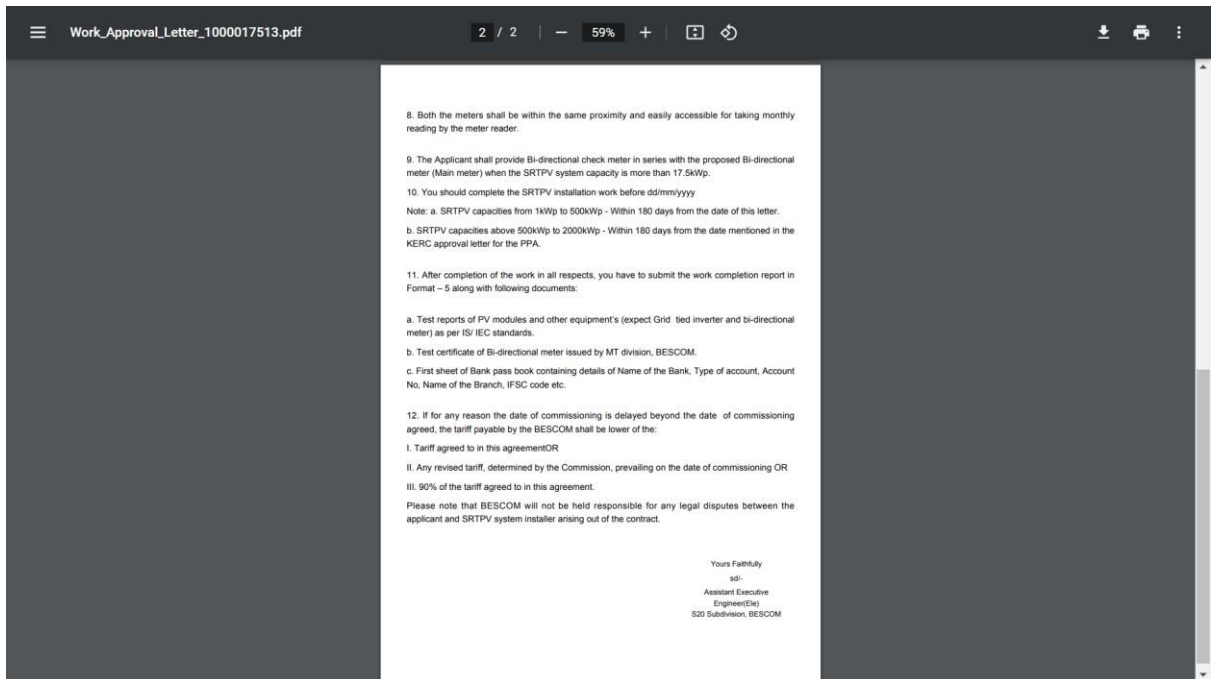 Work_Approval_Letter_1000017513.pdf
2 / 2
59%
8. Both the meters shall be within the same proximity and easily accessible for taking monthly
reading by the meter reader.
9. The Applicant shall provide Bi-directional check meter in series with the proposed Bi-directional
meter (Main meter) when the SRTPV system capacity is more than 17.5kWp.
10. You should complete the SRTPV installation work before dd/mm/yyyy
Note: a. SRTPV capacities from 1kWp to 500kWp - Within 180 days from the date of this letter.
b. SRTPV capacities above 500kWp to 2000kWp - Within 180 days from the date mentioned in the
KERC approval letter for the PPA.
11. After completion of the work in all respects, you have to submit the work completion report in
Format – 5 along with following documents:
a. Test reports of PV modules and other equipment's (expect Grid tied inverter and bi-directional
meter) as per IS/ IEC standards.
b. Test certificate of Bi-directional meter issued by MT division, BESCOM.
c. First sheet of Bank pass book containing details of Name of the Bank, Type of account, Account
No, Name of the Branch, IFSC code etc.
12. If for any reason the date of commissioning is delayed beyond the date of commissioning
agreed, the tariff payable by the BESCOM shall be lower of the:
I. Tariff agreed to in this agreementOR
II. Any revised tariff, determined by the Commission, prevailing on the date of commissioning OR
III. 90% of the tariff agreed to in this agreement.
Please note that BESCOM will not be held responsible for any legal disputes between the
applicant and SRTPV system installer arising out of the contract.
Yours Faithfully
sd/-
Assistant Executive
Engineer(Ele)
S20 Subdivision, BESCOM